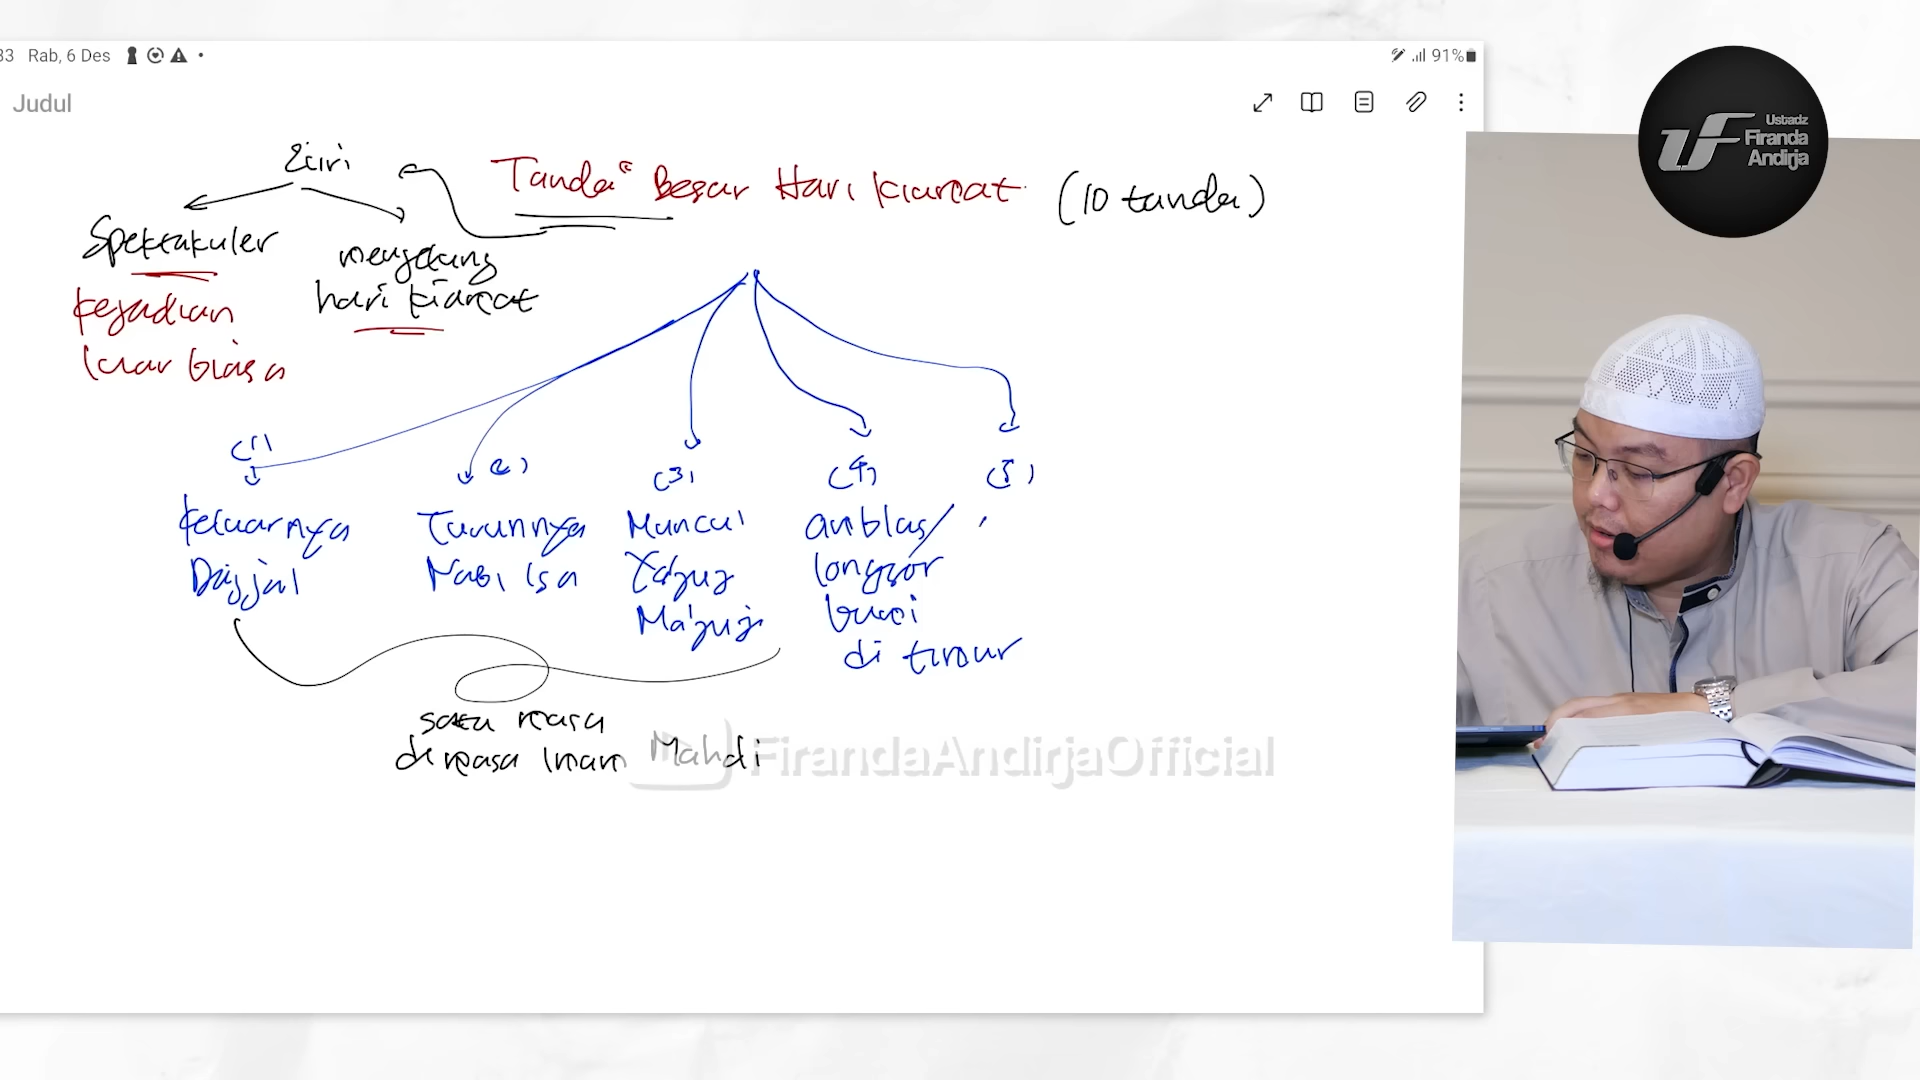 33 Rab, 6 Des
91%
Judul
2 ciri
Spektakuler
kejadian
luar biasa
menjelang
hari kiamat
Tanda² Besar Hari Kiamat (10 tanda)
(1)
keluarnya
Dajjal
(2)
Turunnya
Nabi Isa
(3)
Muncul
Ya'juj
Ma'juj
(4)
amblas/
longsor
bumi
di timur
(5)
satu masa
di masa Imam Mahdi
FirandaAndirjaOfficial
UF
Ustadz
Firanda
Andirja